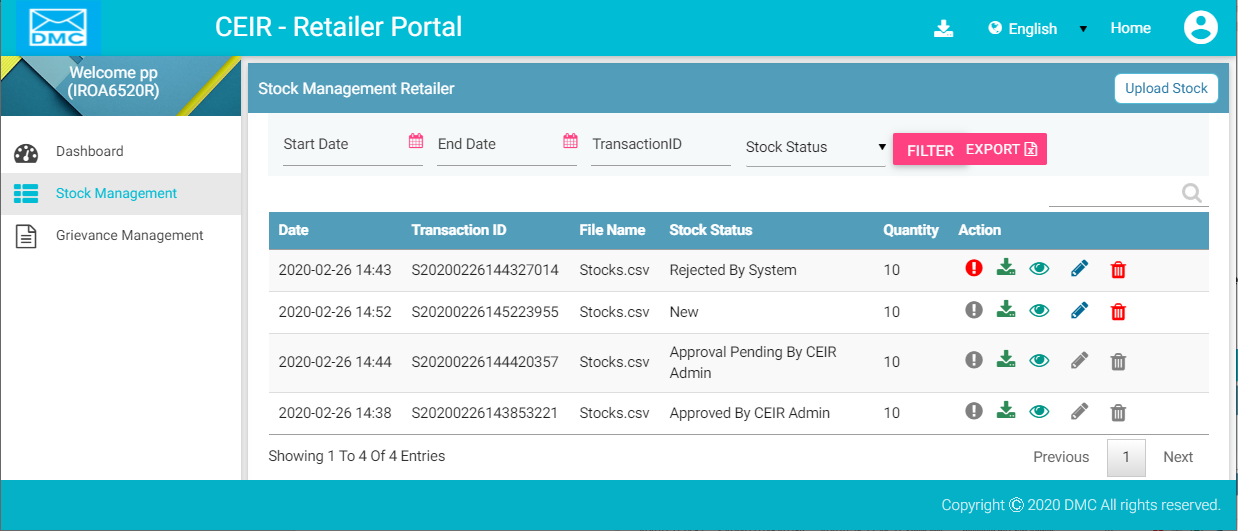 DMC
CEIR - Retailer Portal
English
Home
Welcome pp
(IROA6520R)
Stock Management Retailer
Upload Stock
Dashboard
Stock Management
Grievance Management
Start Date End Date TransactionID Stock Status FILTER EXPORT
Date Transaction ID File Name Stock Status Quantity Action
2020-02-26 14:43 S20200226144327014 Stocks.csv Rejected By System 10
2020-02-26 14:52 S20200226145223955 Stocks.csv New 10
2020-02-26 14:44 S20200226144420357 Stocks.csv Approval Pending By CEIR 10
Admin
2020-02-26 14:38 S20200226143853221 Stocks.csv Approved By CEIR Admin 10
Showing 1 To 4 Of 4 Entries
Previous 1 Next
Copyright © 2020 DMC All rights reserved.